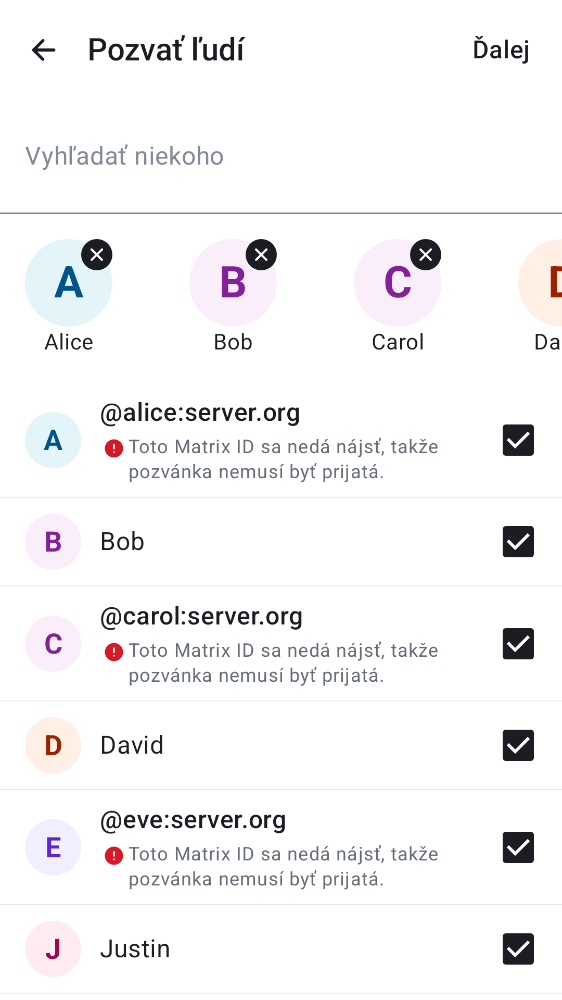 Pozvať ľudí
Ďalej
Vyhľadať niekoho
A
B
C
D
Alice
Bob
Carol
Da
A
@alice:server.org
Toto Matrix ID sa nedá nájsť, takže
pozvánka nemusí byť prijatá.
B
Bob
C
@carol:server.org
Toto Matrix ID sa nedá nájsť, takže
pozvánka nemusí byť prijatá.
D
David
E
@eve:server.org
Toto Matrix ID sa nedá nájsť, takže
pozvánka nemusí byť prijatá.
J
Justin